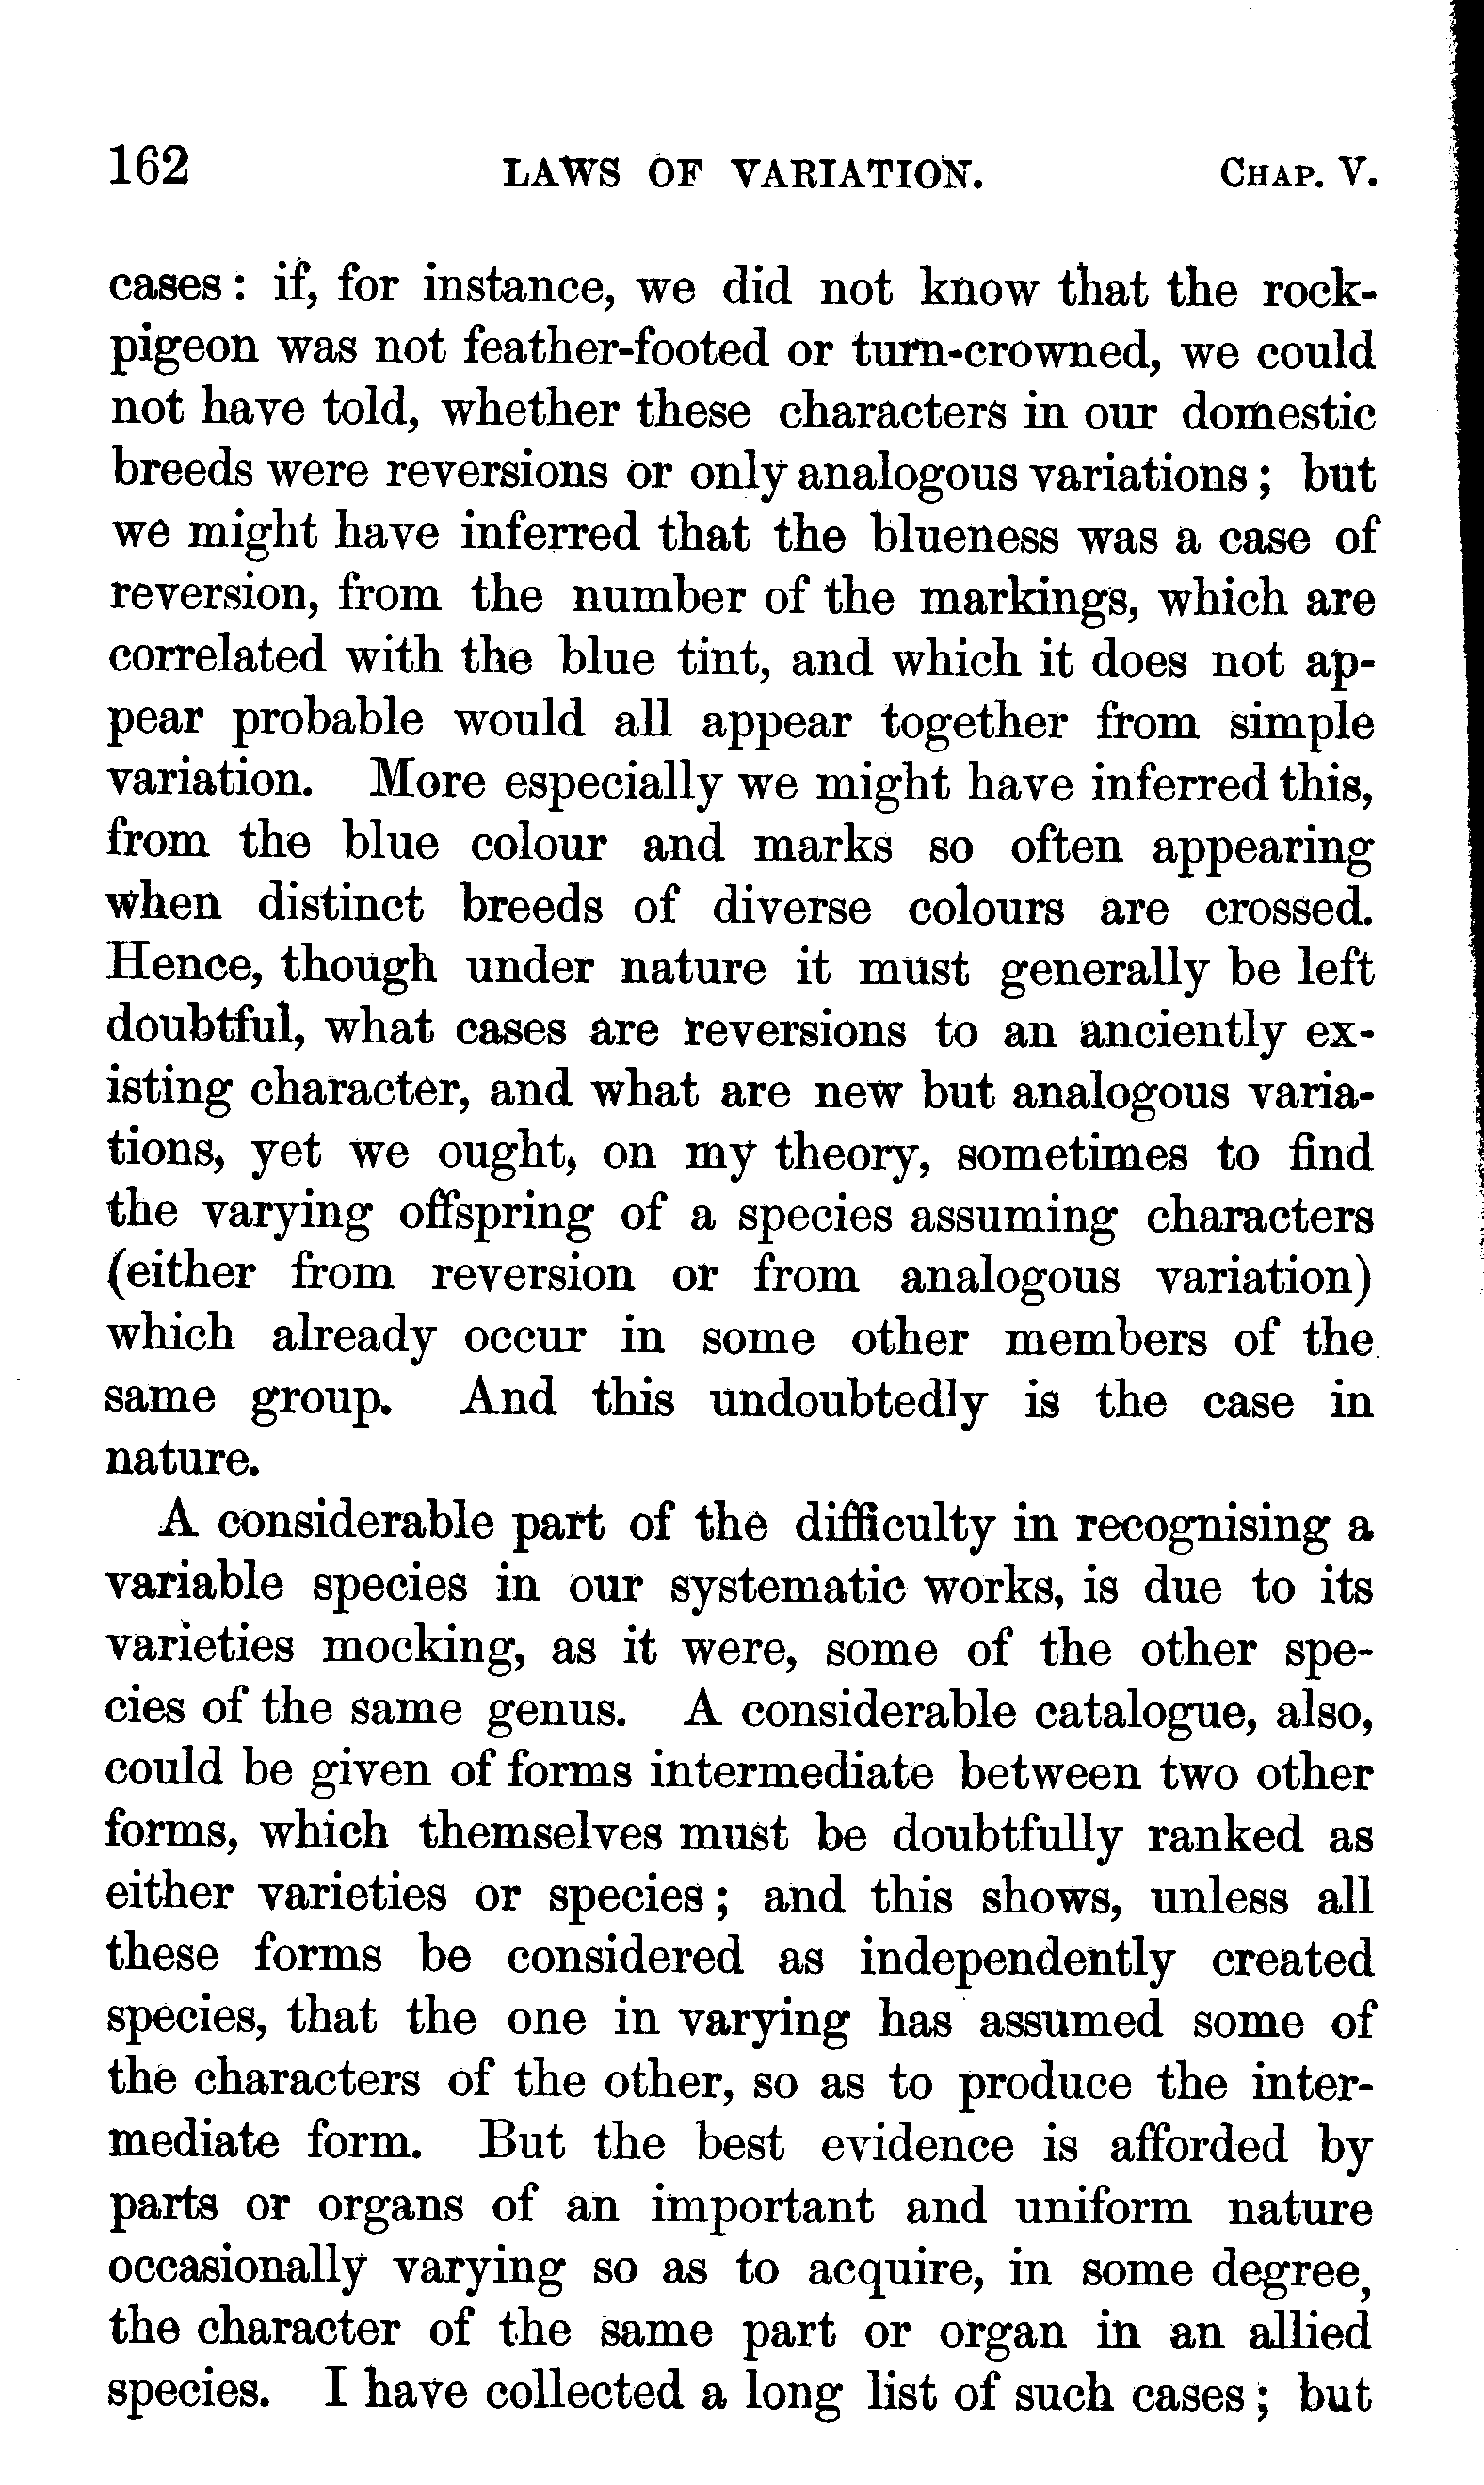 162 LAWS OF VARIATION. CHAP. V.
cases: if, for instance, we did not know that the rock-
pigeon was not feather-footed or turn-crowned, we could
not have told, whether these characters in our domestic
breeds were reversions or only analogous variations; but
we might have inferred that the blueness was a case of
reversion, from the number of the markings, which are
correlated with the blue tint, and which it does not ap-
pear probable would all appear together from simple
variation. More especially we might have inferred this,
from the blue colour and marks so often appearing
when distinct breeds of diverse colours are crossed.
Hence, though under nature it must generally be left
doubtful, what cases are reversions to an anciently ex-
isting character, and what are new but analogous varia-
tions, yet we ought, on my theory, sometimes to find
the varying offspring of a species assuming characters
(either from reversion or from analogous variation)
which already occur in some other members of the
same group. And this undoubtedly is the case in
nature.
A considerable part of the difficulty in recognising a
variable species in our systematic works, is due to its
varieties mocking, as it were, some of the other spe-
cies of the same genus. A considerable catalogue, also,
could be given of forms intermediate between two other
forms, which themselves must be doubtfully ranked as
either varieties or species; and this shows, unless all
these forms be considered as independently created
species, that the one in varying has assumed some of
the characters of the other, so as to produce the inter-
mediate form. But the best evidence is afforded by
parts or organs of an important and uniform nature
occasionally varying so as to acquire, in some degree,
the character of the same part or organ in an allied
species. I have collected a long list of such cases; but